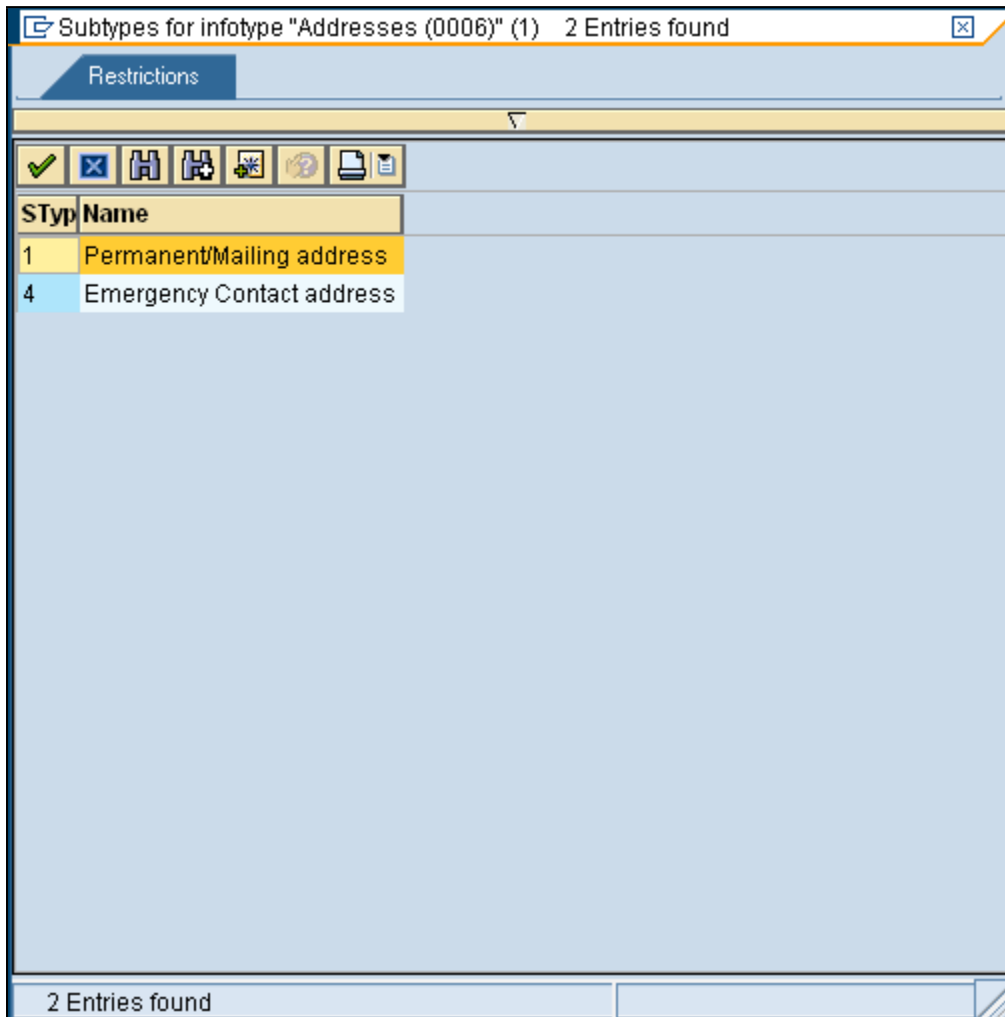 Subtypes for infotype "Addresses (0006)" (1) 2 Entries found
Restrictions
STyp Name
1 Permanent/Mailing address
4 Emergency Contact address
2 Entries found